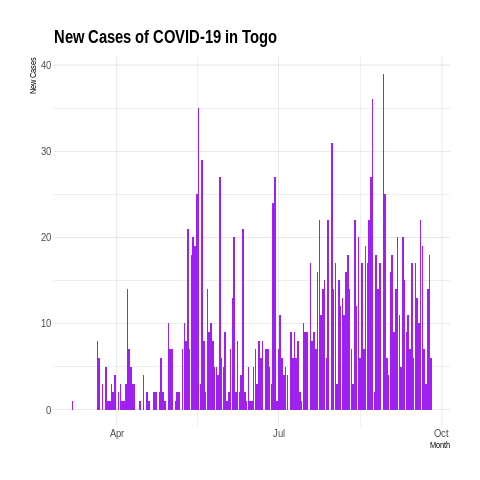 New Cases of COVID-19 in Togo
New Cases
40
30
20
10
0
Apr
Jul
Oct
Month